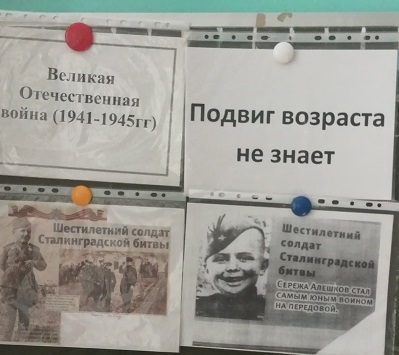 Великая
Отечественная
война (1941-1945гг)
Подвиг возраста
не знает
Шестилетний солдат
Сталинградской битвы
Шестилетний
солдат
Сталинградской
битвы
Сережа Алешков стал
самым юным воином
на передовой.